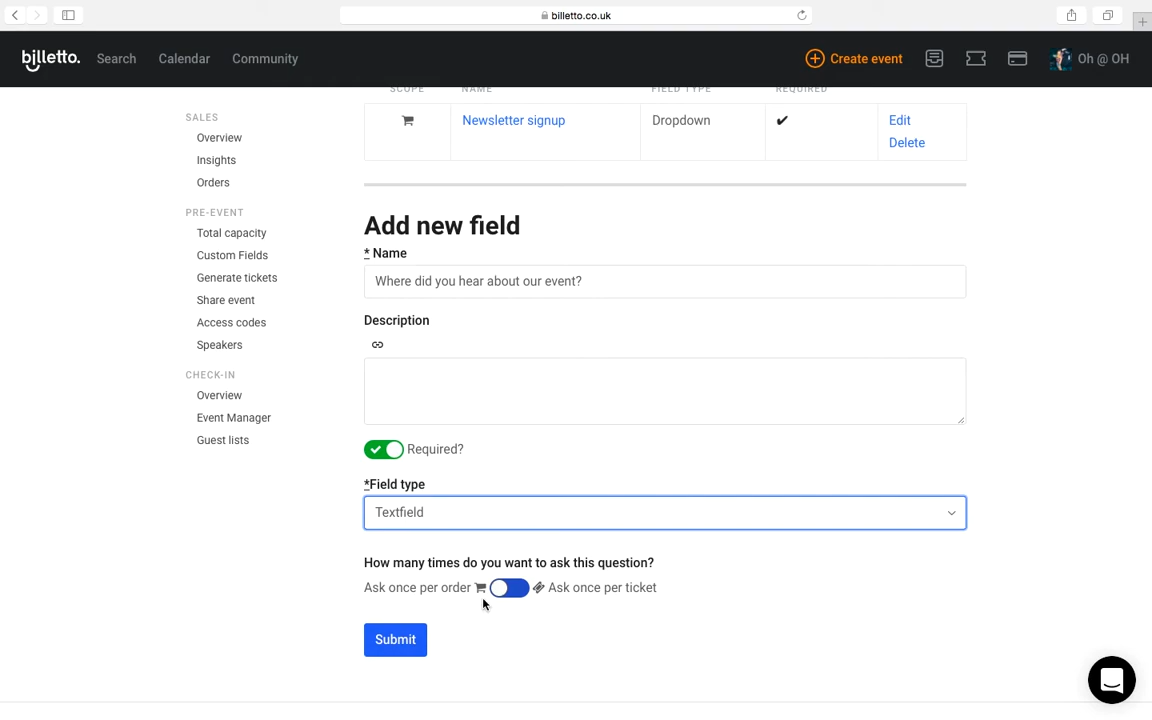 billetto.co.uk
billetto. Search Calendar Community Create event Oh @ OH
SCOPE NAME FIELD TYPE REQUIRED
SALES
Overview
Insights
Orders
PRE-EVENT
Total capacity
Custom Fields
Generate tickets
Share event
Access codes
Speakers
CHECK-IN
Overview
Event Manager
Guest lists
Newsletter signup Dropdown ✔ Edit
Delete
Add new field
* Name
Where did you hear about our event?
Description
Required?
*Field type
Textfield
How many times do you want to ask this question?
Ask once per order Ask once per ticket
Submit